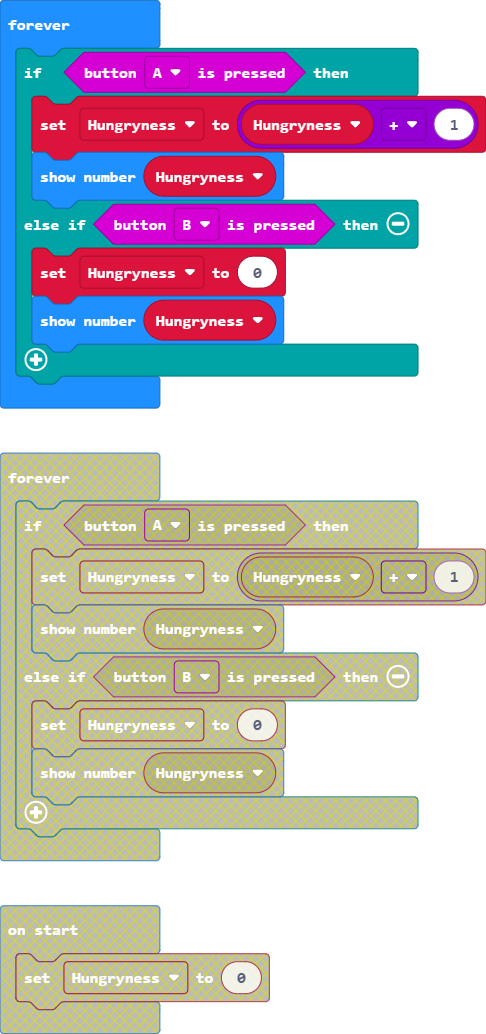 forever
if button A is pressed then
set Hungryness to Hungryness + 1
show number Hungryness
else if button B is pressed then
set Hungryness to 0
show number Hungryness
forever
if button A is pressed then
set Hungryness to Hungryness + 1
show number Hungryness
else if button B is pressed then
set Hungryness to 0
show number Hungryness
on start
set Hungryness to 0